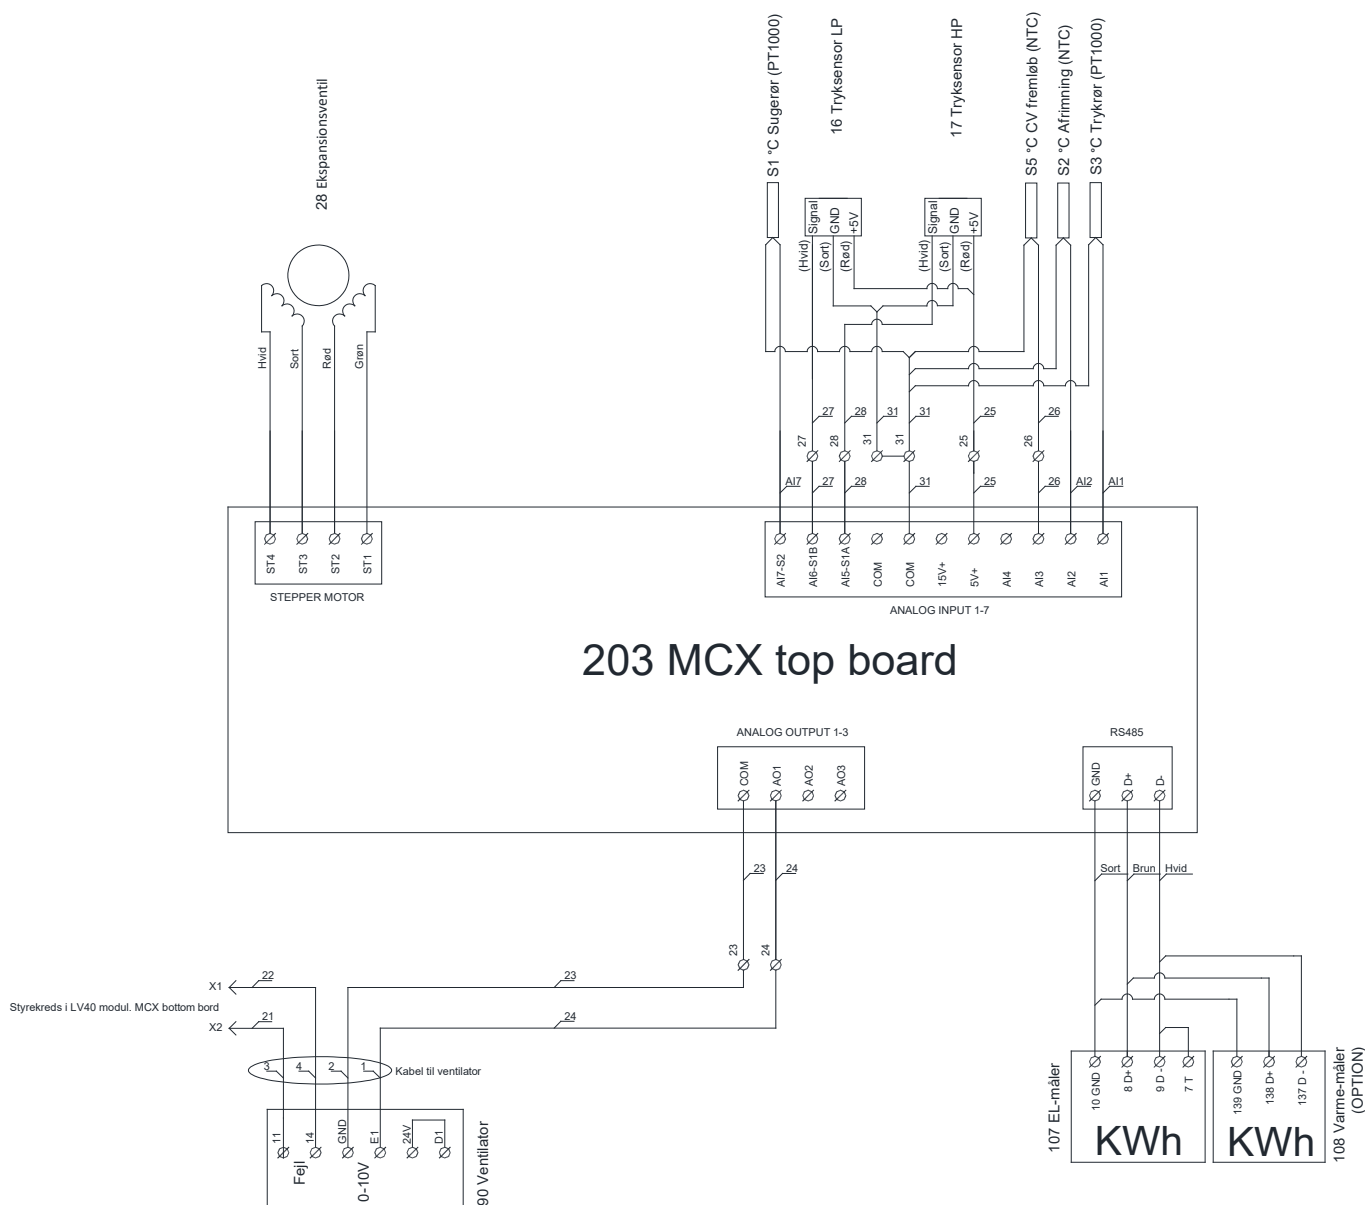 28 Ekspansionsventil
S1 °C Sugerør (PT1000)
16 Tryksensor LP
17 Tryksensor HP
S5 °C CV fremløb (NTC)
S2 °C Afrimning (NTC)
S3 °C Trykrør (PT1000)
Signal
GND
+5V
Signal
GND
+5V
(Hvid)
(Sort)
(Rød)
(Hvid)
(Sort)
(Rød)
Hvid
Sort
Rød
Grøn
27
28
31
31
25
26
27
28
31
31
25
26
AI7
27
28
31
25
26
AI2
AI1
ST4
ST3
ST2
ST1
STEPPER MOTOR
AI7-S2
AI6-S1B
AI5-S1A
COM
COM
15V+
5V+
AI4
AI3
AI2
AI1
ANALOG INPUT 1-7
203 MCX top board
ANALOG OUTPUT 1-3
COM
AO1
AO2
AO3
RS485
GND
D+
D-
23
24
Sort
Brun
Hvid
23
24
X1
22
23
Styrekreds i LV40 modul. MCX bottom bord
X2
21
24
3
4
2
1
Kabel til ventilator
11
14
GND
E1
24V
D1
Fejl
0-10V
90 Ventilator
107 EL-måler
10 GND
8 D+
9 D -
7 T
KWh
139 GND
138 D+
137 D -
KWh
108 Varme-måler
(OPTION)